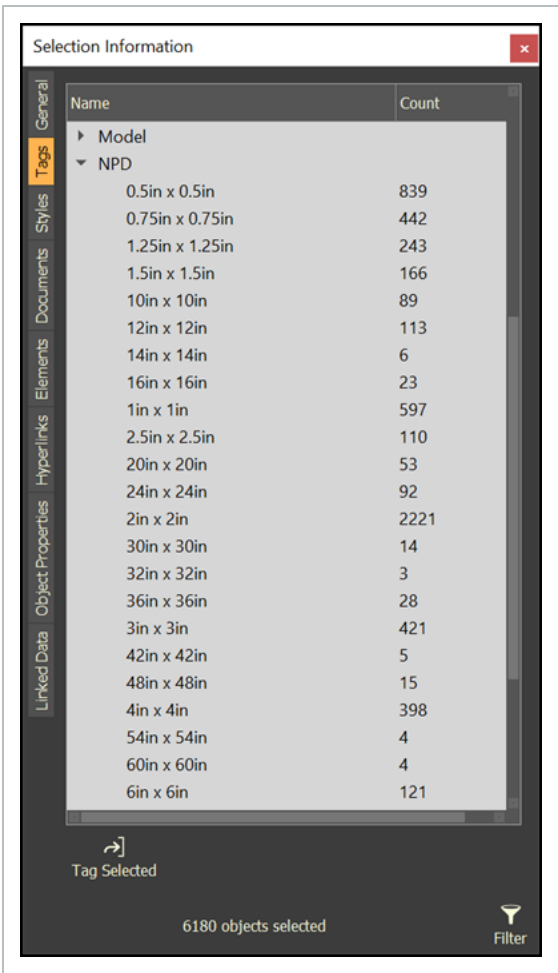 Selection Information
General
Tags
Styles
Documents
Elements
Hyperlinks
Object Properties
Linked Data
Name Count
Model
NPD
0.5in x 0.5in 839
0.75in x 0.75in 442
1.25in x 1.25in 243
1.5in x 1.5in 166
10in x 10in 89
12in x 12in 113
14in x 14in 6
16in x 16in 23
1in x 1in 597
2.5in x 2.5in 110
20in x 20in 53
24in x 24in 92
2in x 2in 2221
30in x 30in 14
32in x 32in 3
36in x 36in 28
3in x 3in 421
42in x 42in 5
48in x 48in 15
4in x 4in 398
54in x 54in 4
60in x 60in 4
6in x 6in 121
Tag Selected
6180 objects selected
Filter